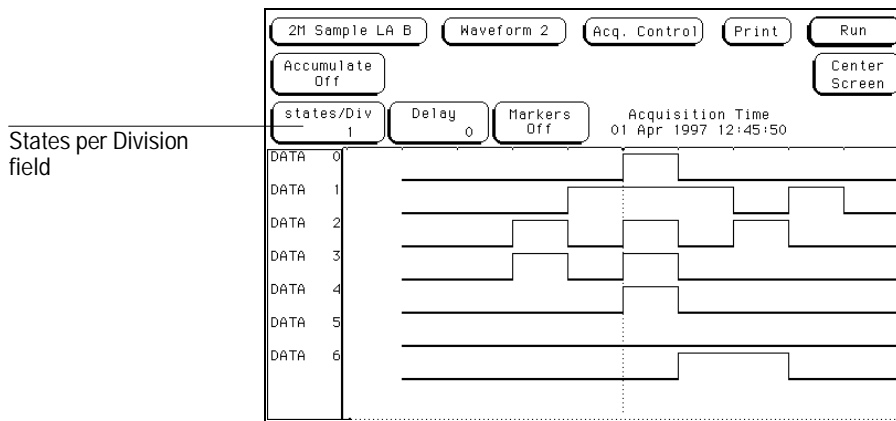 2M Sample LA B Waveform 2 Acq. Control Print Run
Accumulate
Off
Center
Screen
states/Div
1
Delay
0
Markers
Off
Acquisition Time
01 Apr 1997 12:45:50
States per Division
field
DATA 0
DATA 1
DATA 2
DATA 3
DATA 4
DATA 5
DATA 6